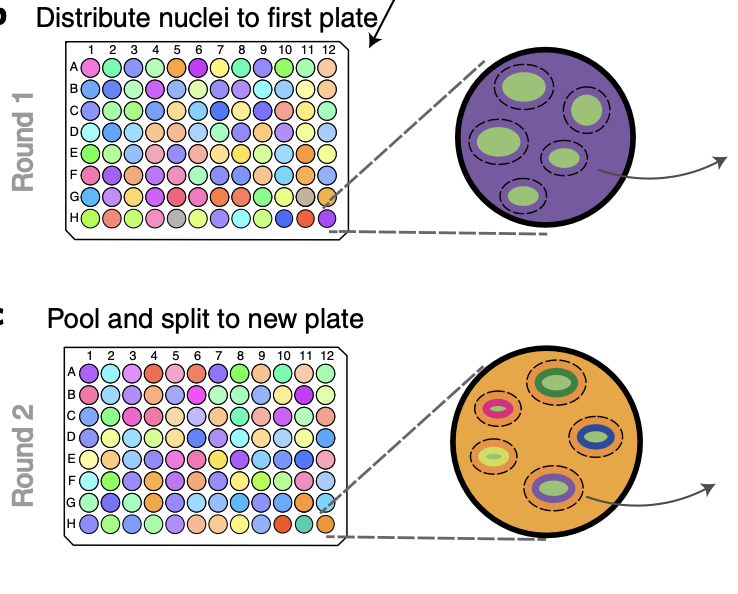 b Distribute nuclei to first plate
Round 1
1 2 3 4 5 6 7 8 9 10 11 12
A
B
C
D
E
F
G
H
c Pool and split to new plate
Round 2
1 2 3 4 5 6 7 8 9 10 11 12
A
B
C
D
E
F
G
H